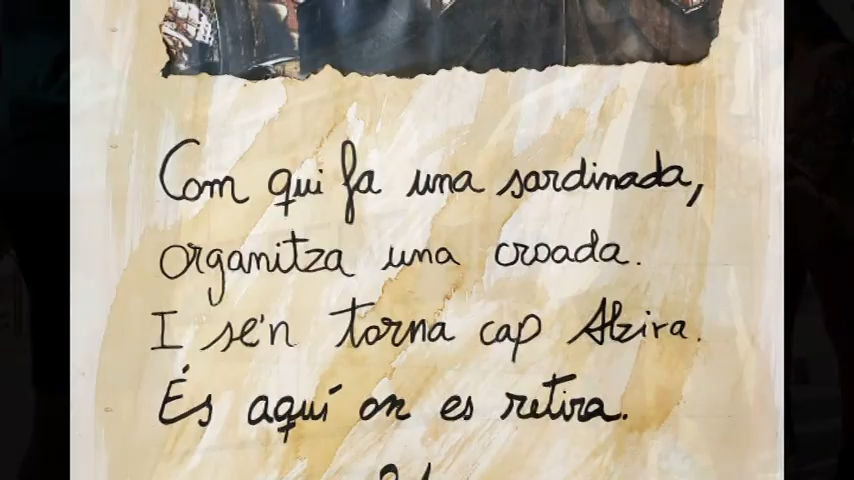 Com qui fa una sardinada,
organitza una croada.
I se'n torna cap Alzira.
És aquí on es retira.